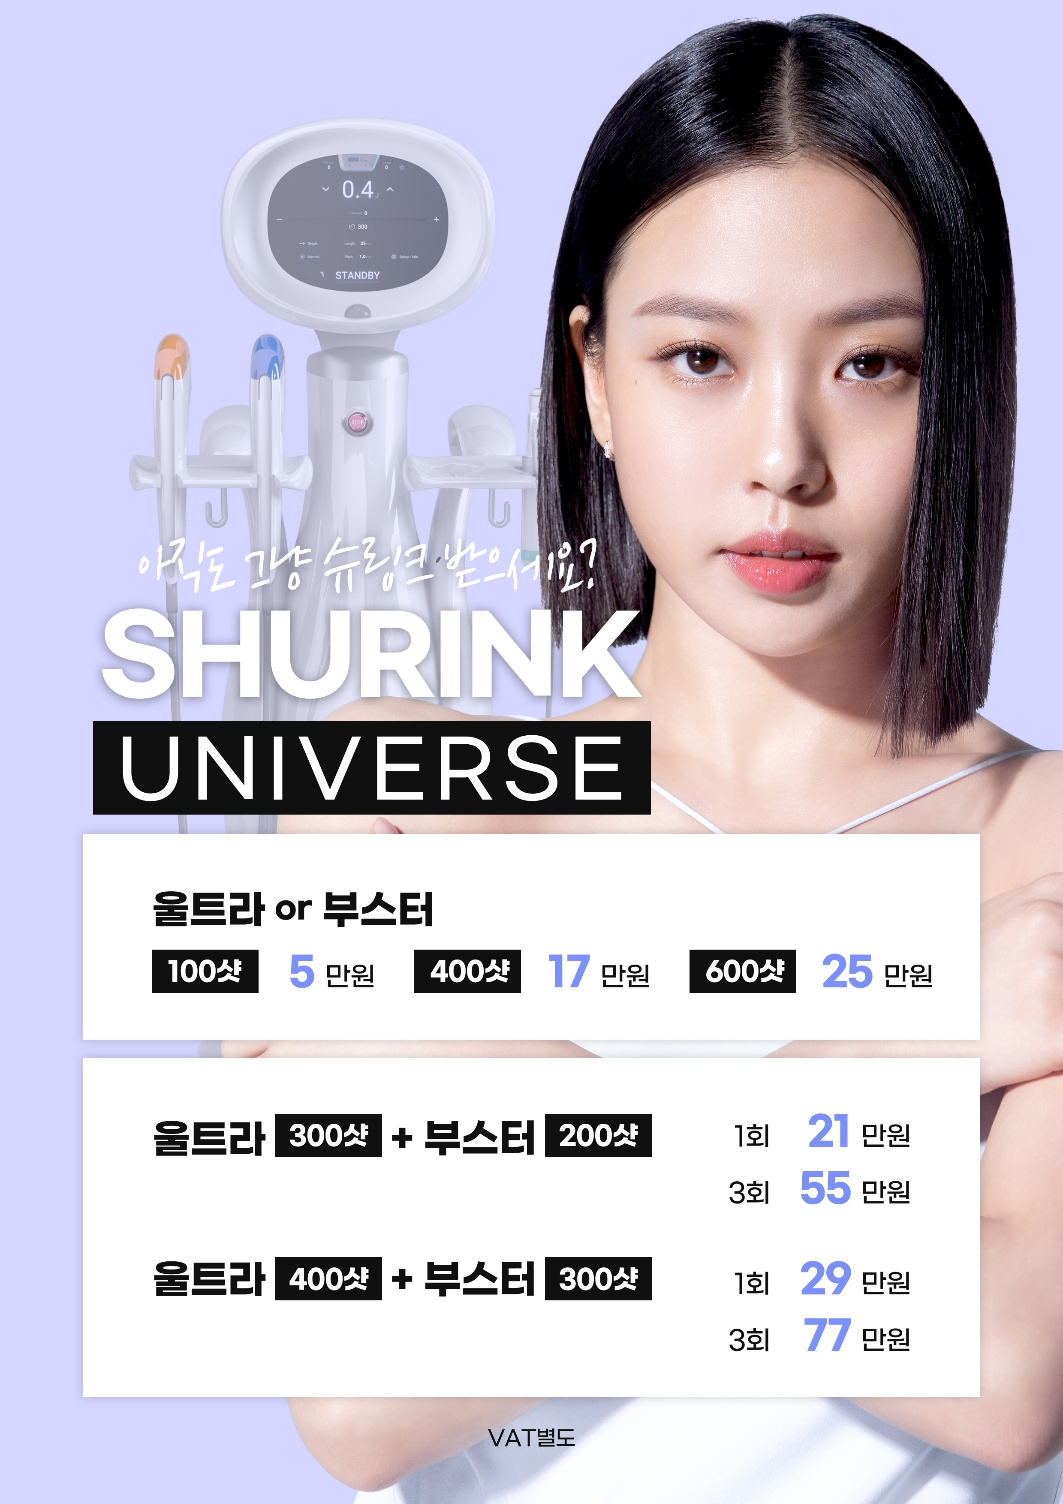 0.4
0
300
STANDBY
아직도 그냥 슈링크 받으세요?
SHURINK
UNIVERSE
울트라 or 부스터
100샷 5 만원 400샷 17 만원 600샷 25 만원
울트라 300샷 + 부스터 200샷 1회 21 만원
3회 55 만원
울트라 400샷 + 부스터 300샷 1회 29 만원
3회 77 만원
VAT별도